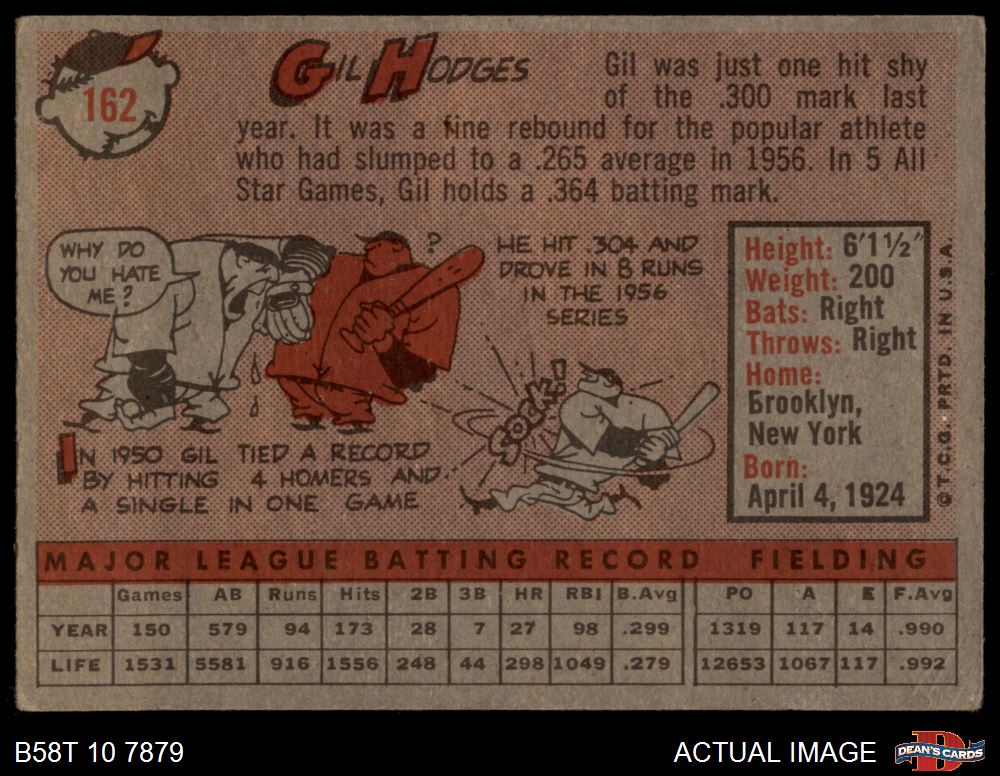 162
GIL HODGES
Gil was just one hit shy
of the .300 mark last
year. It was a fine rebound for the popular athlete
who had slumped to a .265 average in 1956. In 5 All
Star Games, Gil holds a .364 batting mark.
WHY DO
YOU HATE
ME?
?
HE HIT .304 AND
DROVE IN 8 RUNS
IN THE 1956
SERIES
SOCK!
IN 1950 GIL TIED A RECORD
BY HITTING 4 HOMERS AND
A SINGLE IN ONE GAME
Height: 6'1½"
Weight: 200
Bats: Right
Throws: Right
Home:
Brooklyn,
New York
Born:
April 4, 1924
© T.C.G. PRTD. IN U.S.A.
MAJOR LEAGUE BATTING RECORD FIELDING
Games AB Runs Hits 2B 3B HR RBI B.Avg PO A E F.Avg
YEAR 150 579 94 173 28 7 27 98 .299 1319 117 14 .990
LIFE 1531 5581 916 1556 248 44 298 1049 .279 12653 1067 117 .992
B58T 10 7879
ACTUAL IMAGE
DEAN'S CARDS